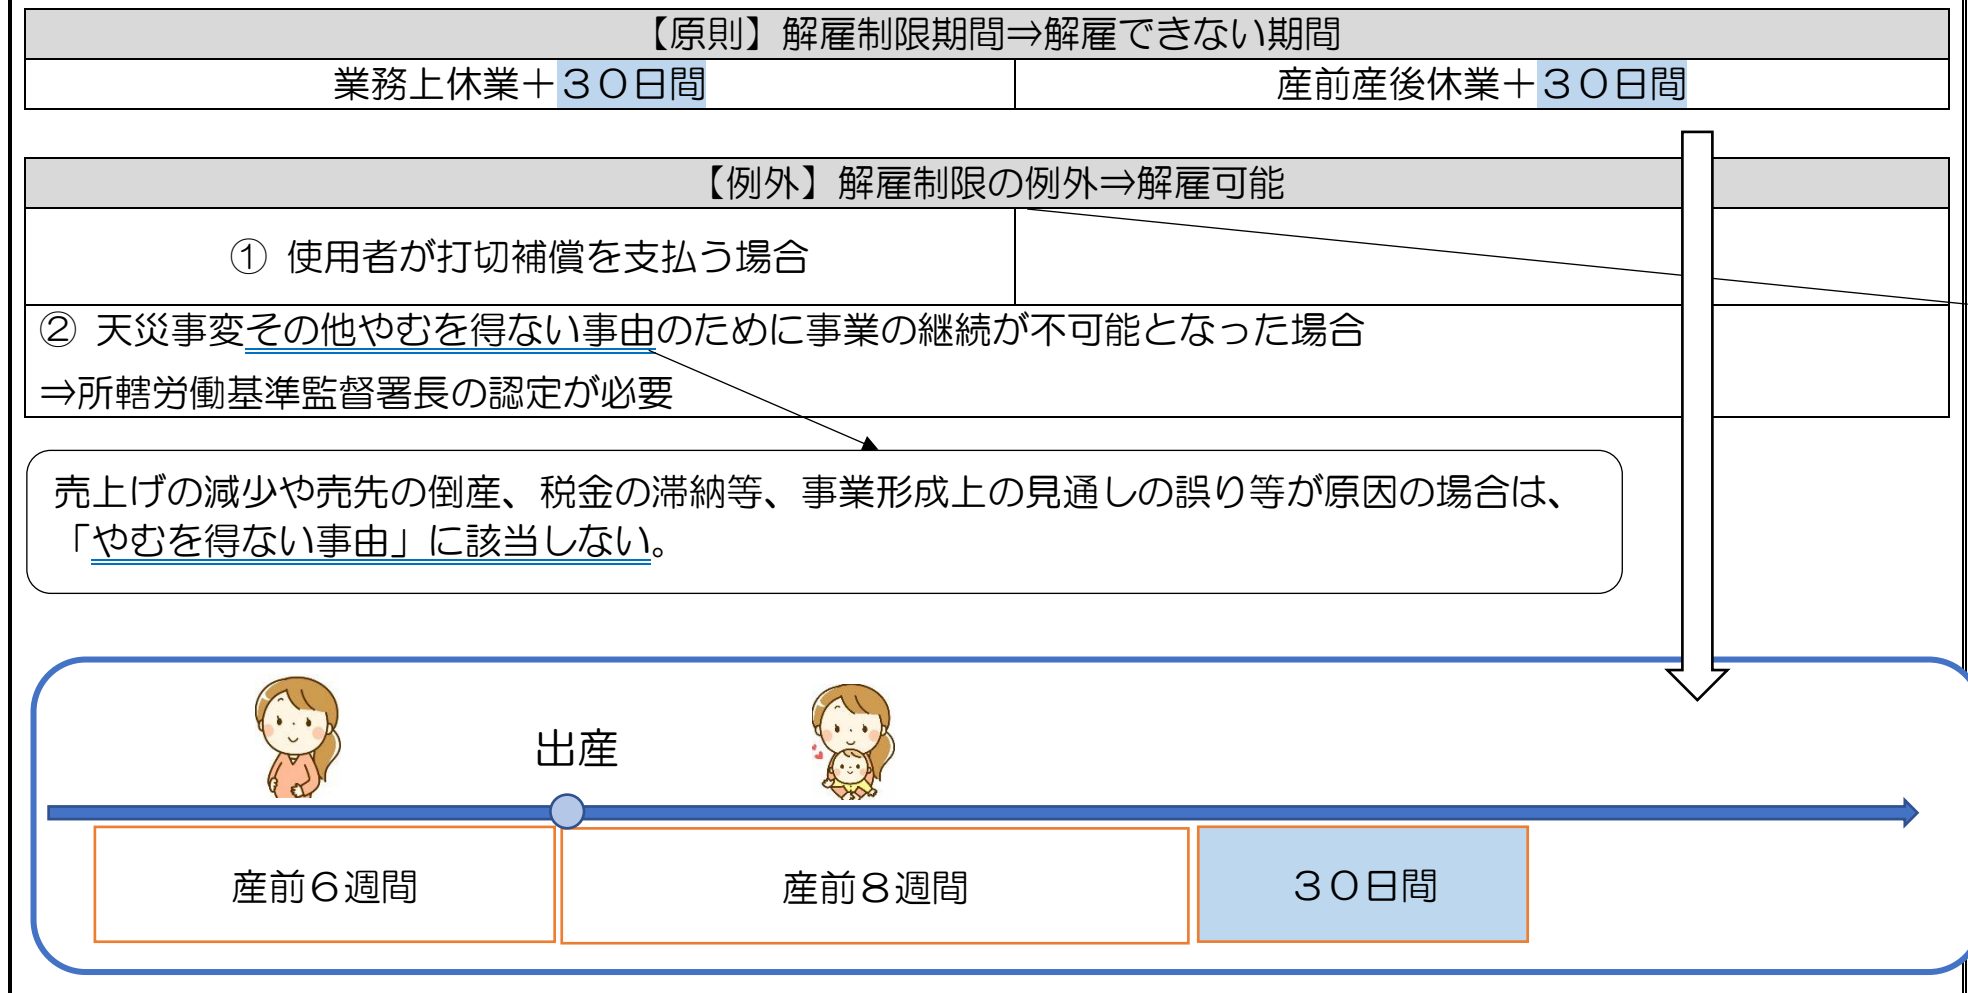 【原則】解雇制限期間⇒解雇できない期間
業務上休業＋３０日間
産前産後休業＋３０日間
【例外】解雇制限の例外⇒解雇可能
① 使用者が打切補償を支払う場合
② 天災事変その他やむを得ない事由のために事業の継続が不可能となった場合
⇒所轄労働基準監督署長の認定が必要
売上げの減少や売先の倒産、税金の滞納等、事業形成上の見通しの誤り等が原因の場合は、
「やむを得ない事由」に該当しない。
出産
産前６週間
産前８週間
３０日間